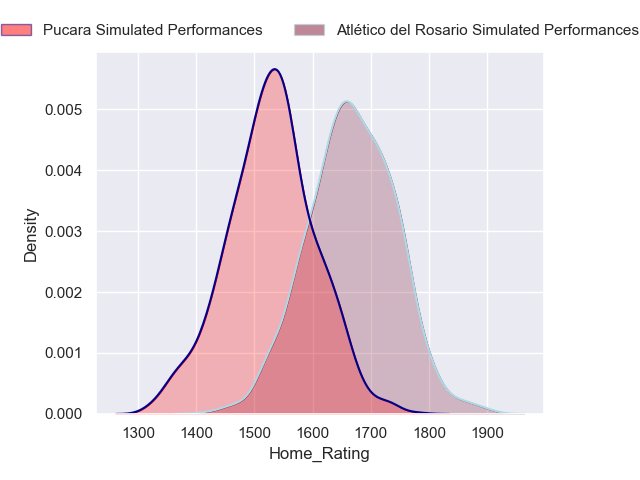 Pucara Simulated Performances
Atlético del Rosario Simulated Performances
0.005
0.004
0.003
0.002
0.001
0.000
Density
1300 1400 1500 1600 1700 1800 1900
Home_Rating